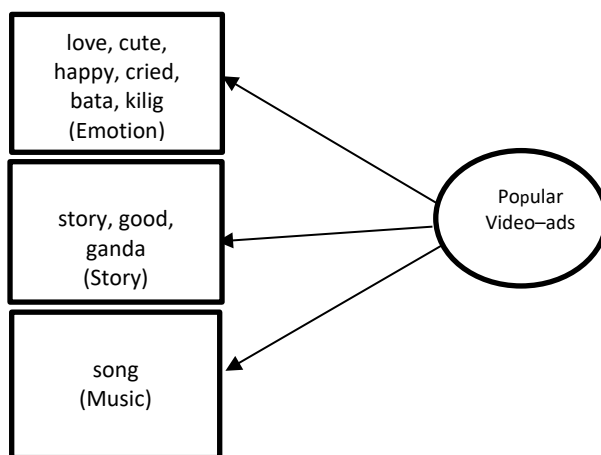 love, cute,
happy, cried,
bata, kilig
(Emotion)
story, good,
ganda
(Story)
song
(Music)
Popular
Video–ads